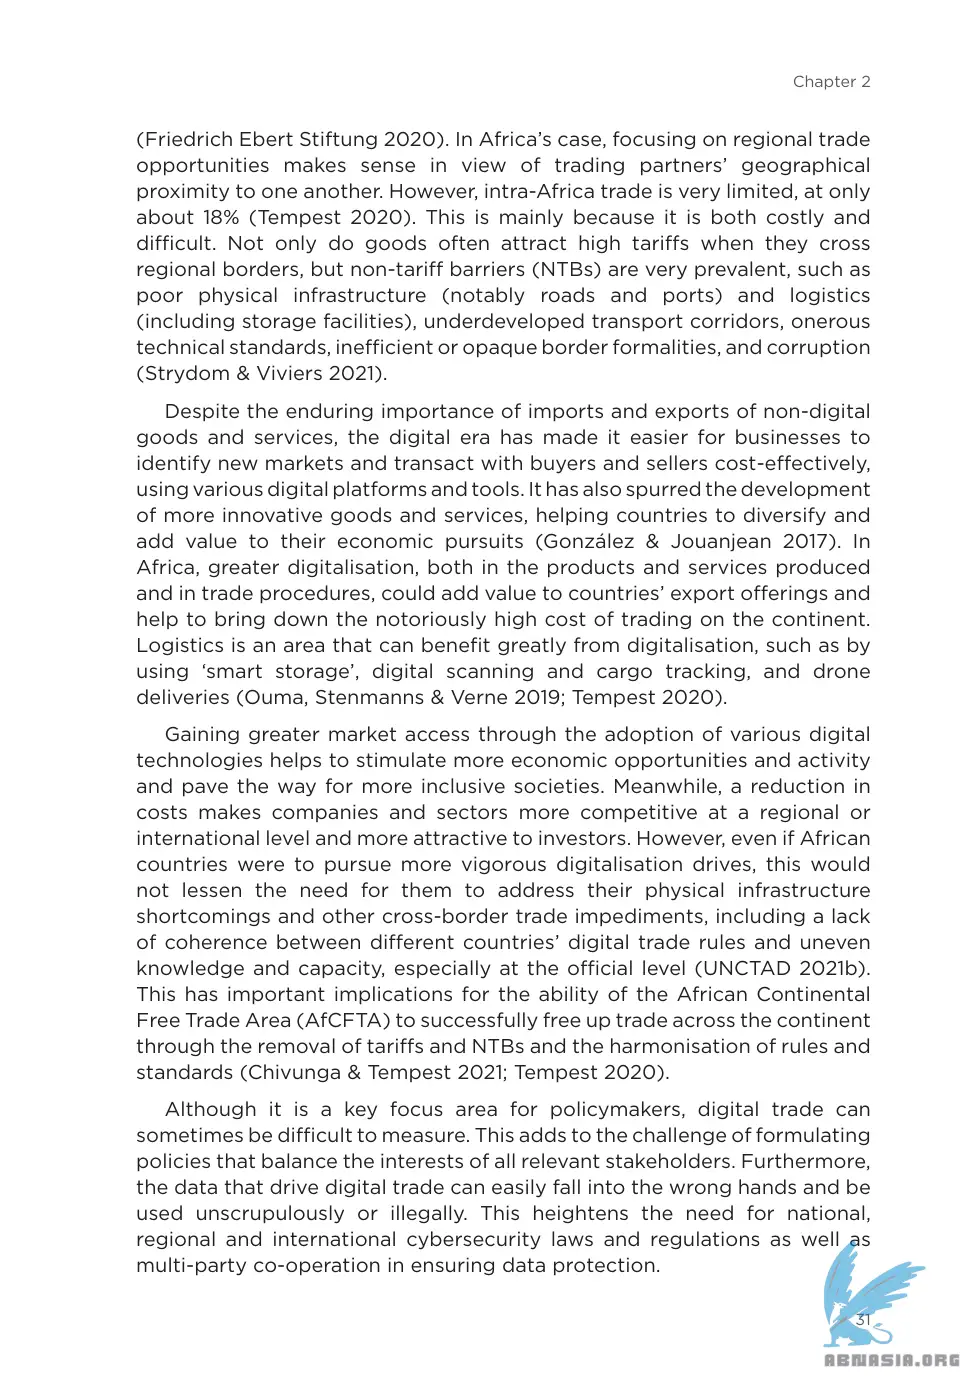 Chapter 2
(Friedrich Ebert Stiftung 2020). In Africa’s case, focusing on regional trade
opportunities makes sense in view of trading partners’ geographical
proximity to one another. However, intra-Africa trade is very limited, at only
about 18% (Tempest 2020). This is mainly because it is both costly and
difficult. Not only do goods often attract high tariffs when they cross
regional borders, but non-tariff barriers (NTBs) are very prevalent, such as
poor physical infrastructure (notably roads and ports) and logistics
(including storage facilities), underdeveloped transport corridors, onerous
technical standards, inefficient or opaque border formalities, and corruption
(Strydom & Viviers 2021).
Despite the enduring importance of imports and exports of non-digital
goods and services, the digital era has made it easier for businesses to
identify new markets and transact with buyers and sellers cost-effectively,
using various digital platforms and tools. It has also spurred the development
of more innovative goods and services, helping countries to diversify and
add value to their economic pursuits (González & Jouanjean 2017). In
Africa, greater digitalisation, both in the products and services produced
and in trade procedures, could add value to countries’ export offerings and
help to bring down the notoriously high cost of trading on the continent.
Logistics is an area that can benefit greatly from digitalisation, such as by
using ‘smart storage’, digital scanning and cargo tracking, and drone
deliveries (Ouma, Stenmanns & Verne 2019; Tempest 2020).
Gaining greater market access through the adoption of various digital
technologies helps to stimulate more economic opportunities and activity
and pave the way for more inclusive societies. Meanwhile, a reduction in
costs makes companies and sectors more competitive at a regional or
international level and more attractive to investors. However, even if African
countries were to pursue more vigorous digitalisation drives, this would
not lessen the need for them to address their physical infrastructure
shortcomings and other cross-border trade impediments, including a lack
of coherence between different countries’ digital trade rules and uneven
knowledge and capacity, especially at the official level (UNCTAD 2021b).
This has important implications for the ability of the African Continental
Free Trade Area (AfCFTA) to successfully free up trade across the continent
through the removal of tariffs and NTBs and the harmonisation of rules and
standards (Chivunga & Tempest 2021; Tempest 2020).
Although it is a key focus area for policymakers, digital trade can
sometimes be difficult to measure. This adds to the challenge of formulating
policies that balance the interests of all relevant stakeholders. Furthermore,
the data that drive digital trade can easily fall into the wrong hands and be
used unscrupulously or illegally. This heightens the need for national,
regional and international cybersecurity laws and regulations as well as
multi-party co-operation in ensuring data protection.
31
ABNASIA.ORG